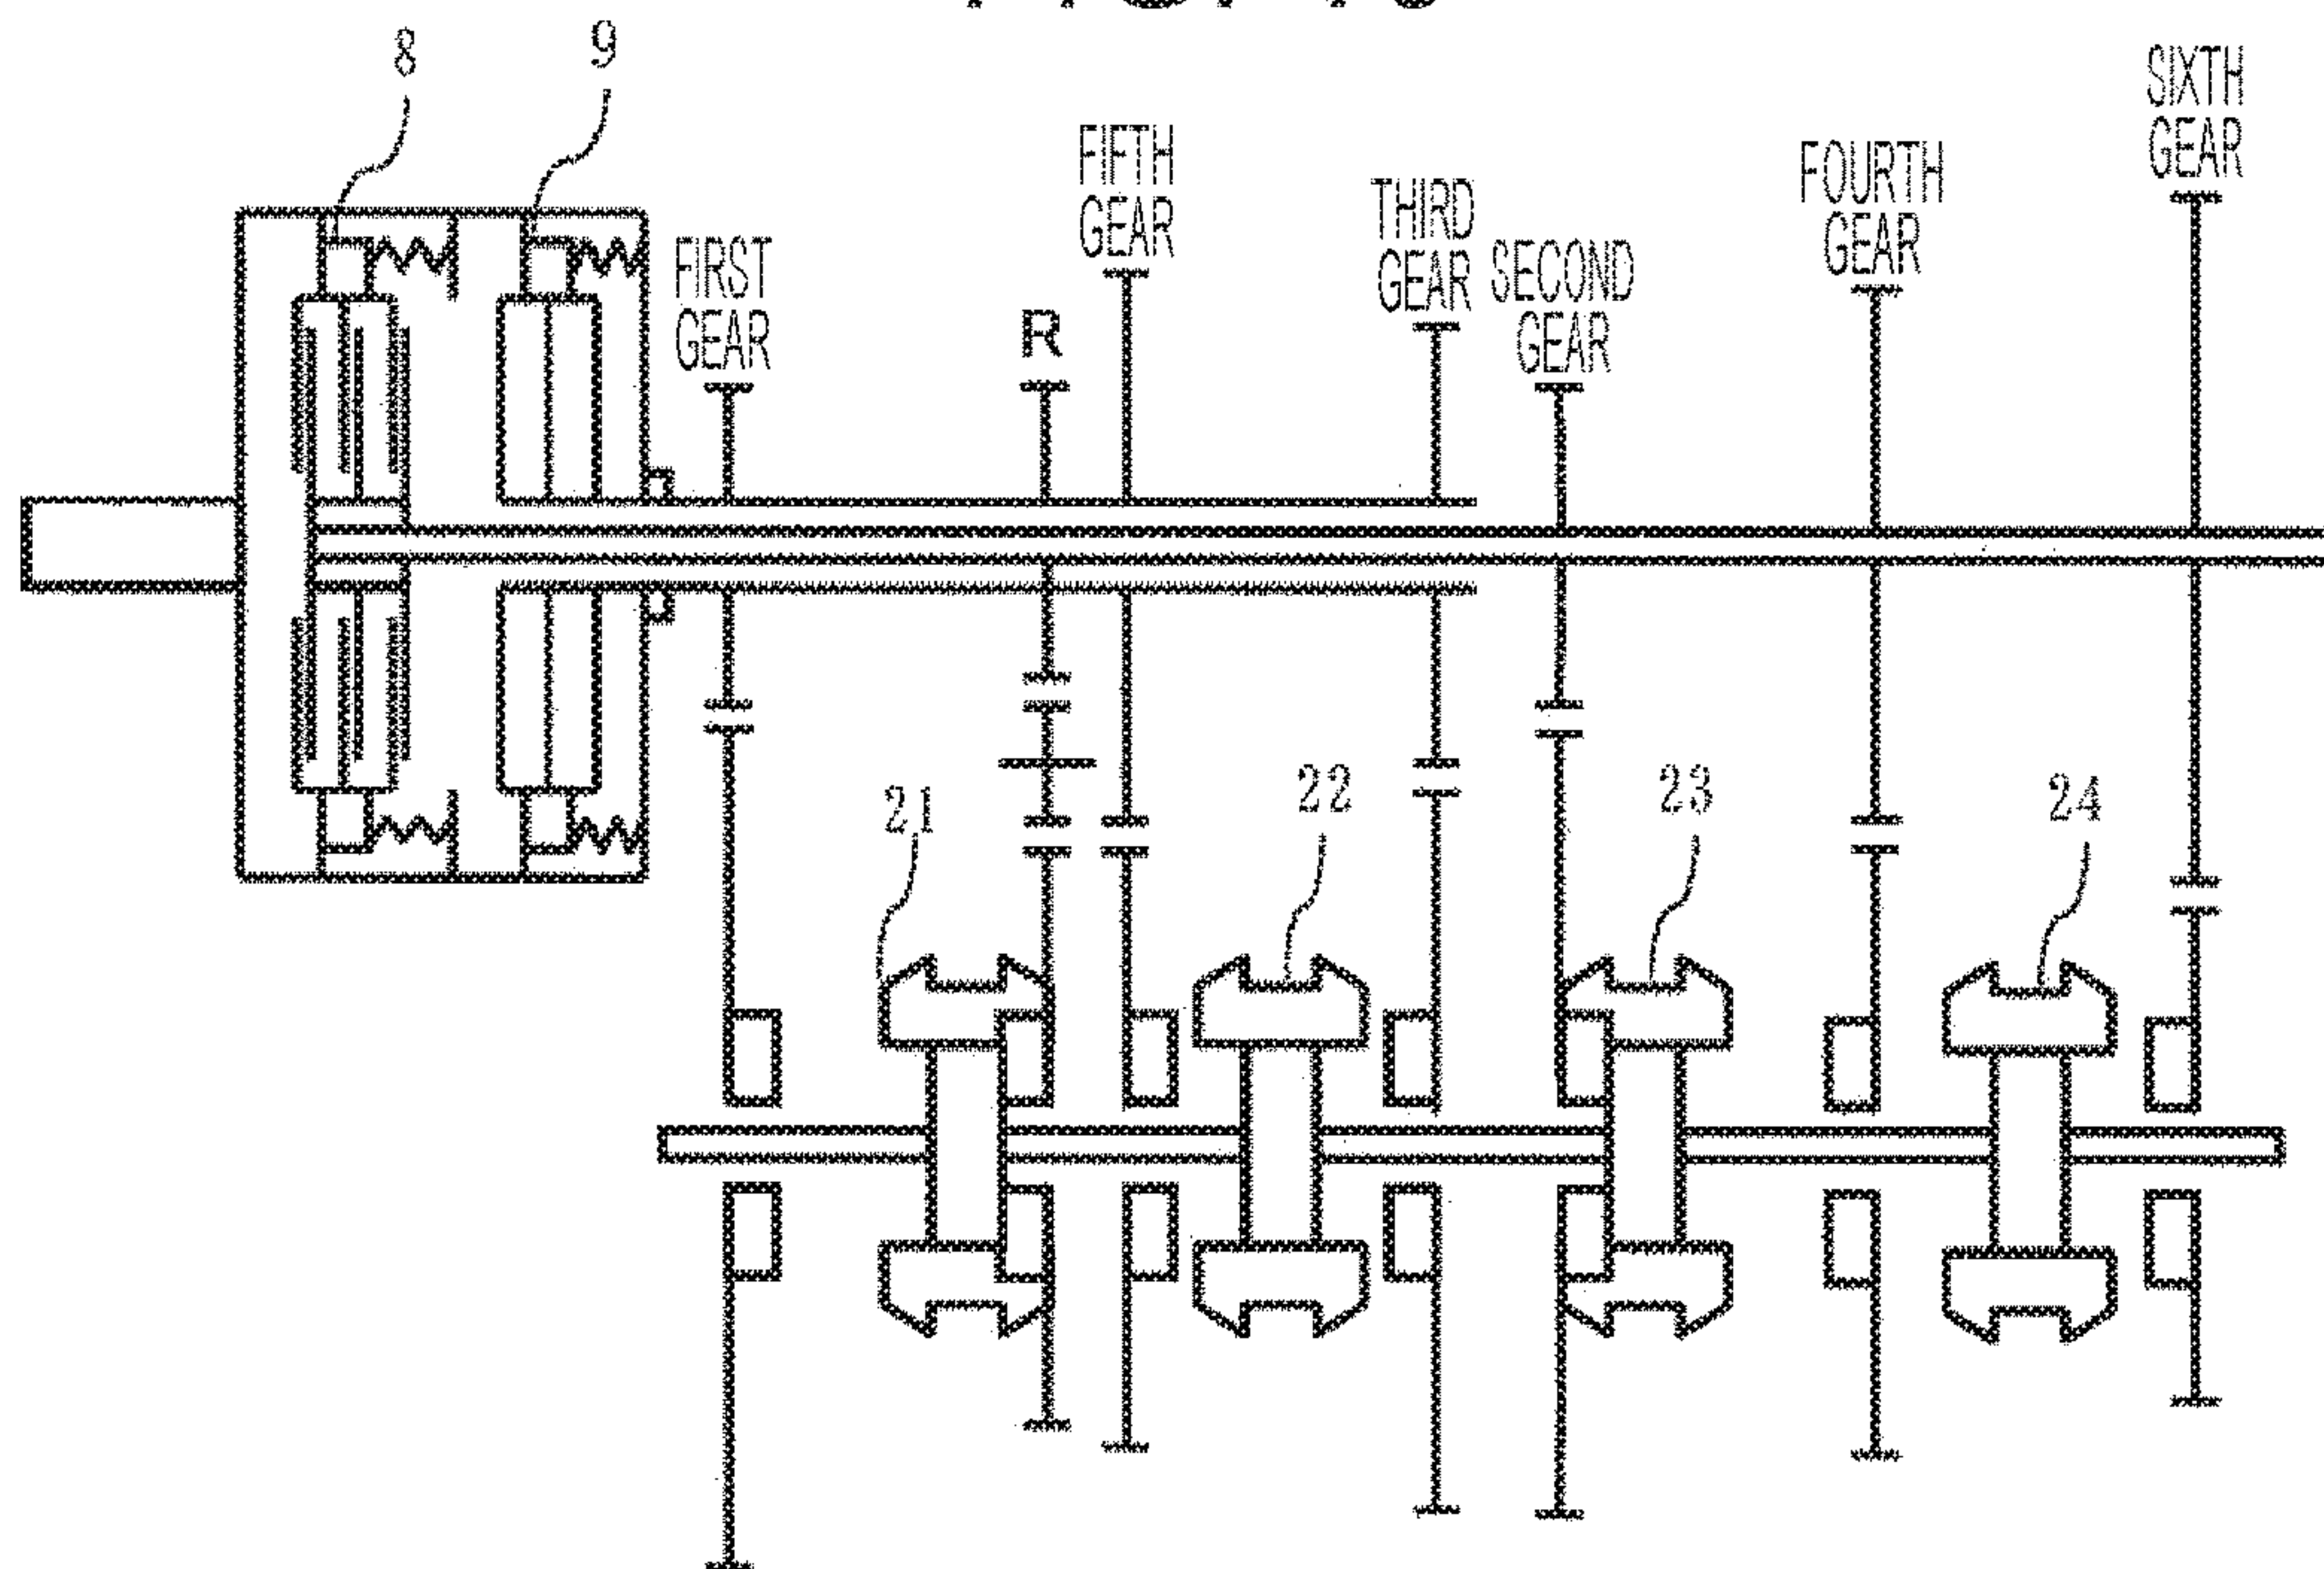 8
9
SIXTH
GEAR
FIFTH
GEAR
FOURTH
GEAR
THIRD
GEAR
FIRST
GEAR
SECOND
GEAR
R
21
22
23
24